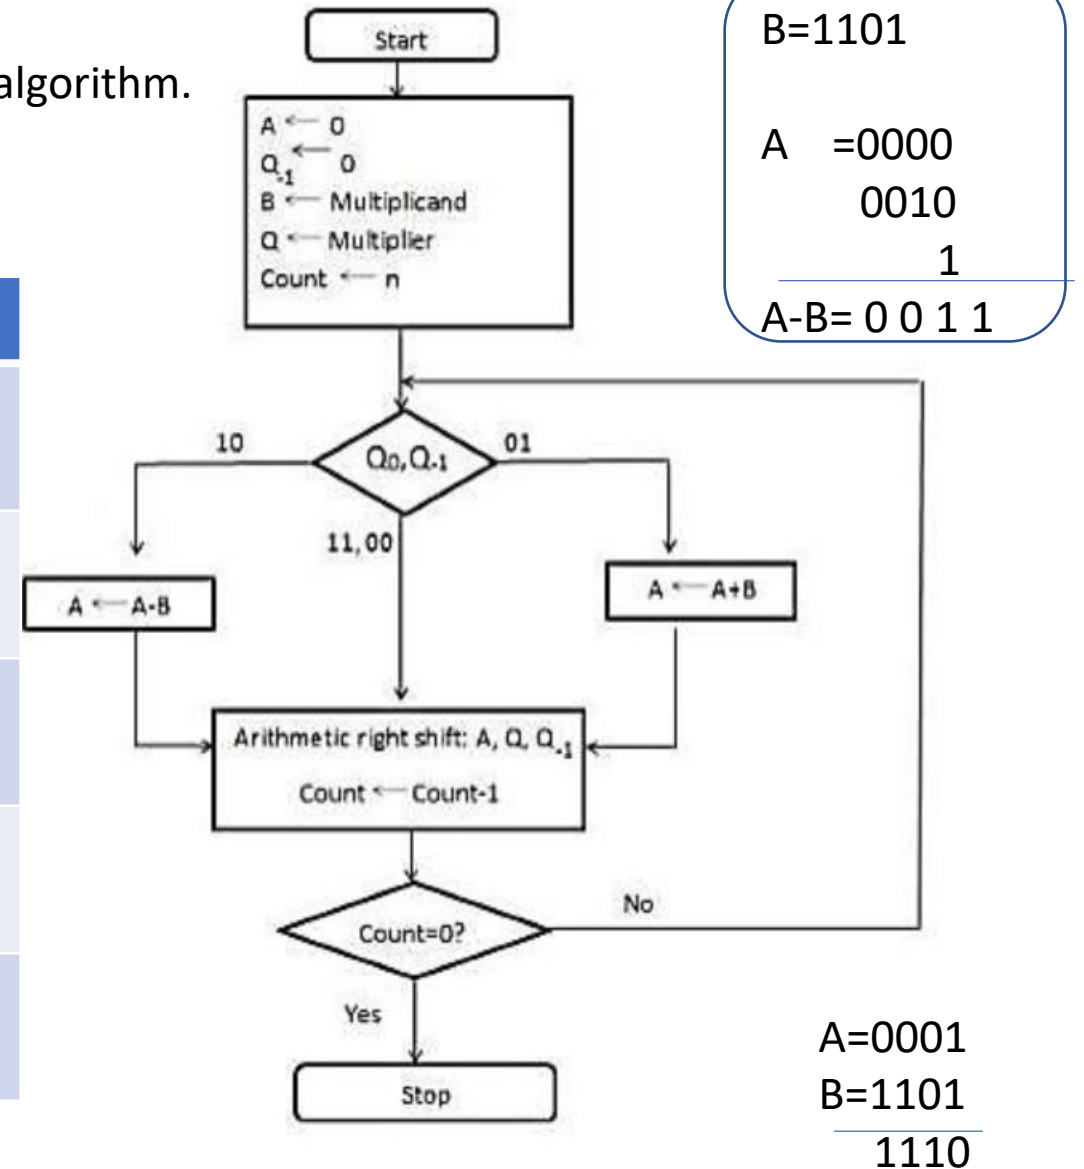 algorithm.
Start
A ← 0
Q-1 ← 0
B ← Multiplicand
Q ← Multiplier
Count ← n
B=1101
A =0000
0010
1
A-B= 0 0 1 1
10
Q0,Q-1
01
11,00
A ← A-B
A ← A+B
Arithmetic right shift: A, Q, Q-1
Count ← Count-1
Count=0?
No
Yes
Stop
A=0001
B=1101
1110